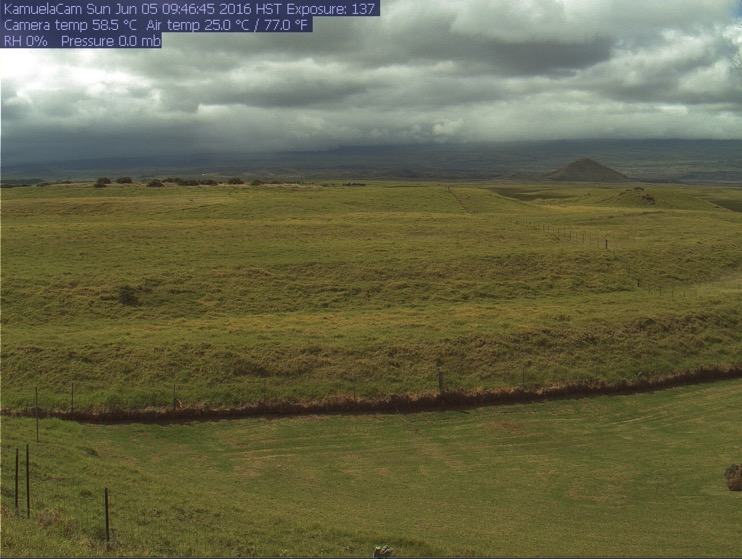 KamuelaCam Sun Jun 05 09:46:45 2016 HST Exposure: 137
Camera temp 58.5 °C Air temp 25.0 °C / 77.0 °F
RH 0% Pressure 0.0 mb